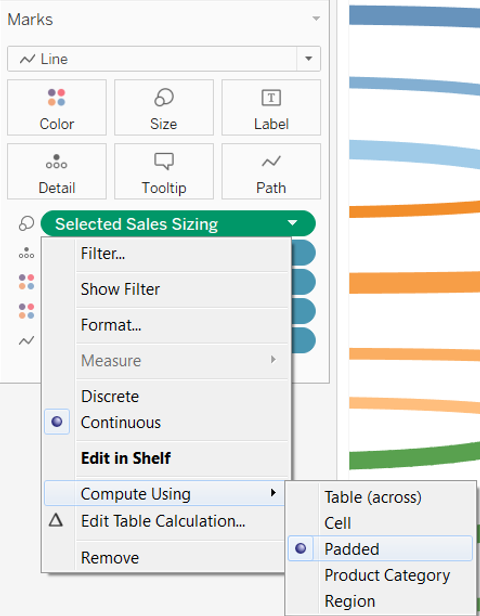 Marks
Line
Color
Size
Label
Detail
Tooltip
Path
Selected Sales Sizing
Filter...
Show Filter
Format...
Measure
Discrete
Continuous
Edit in Shelf
Compute Using
Edit Table Calculation...
Remove
Table (across)
Cell
Padded
Product Category
Region